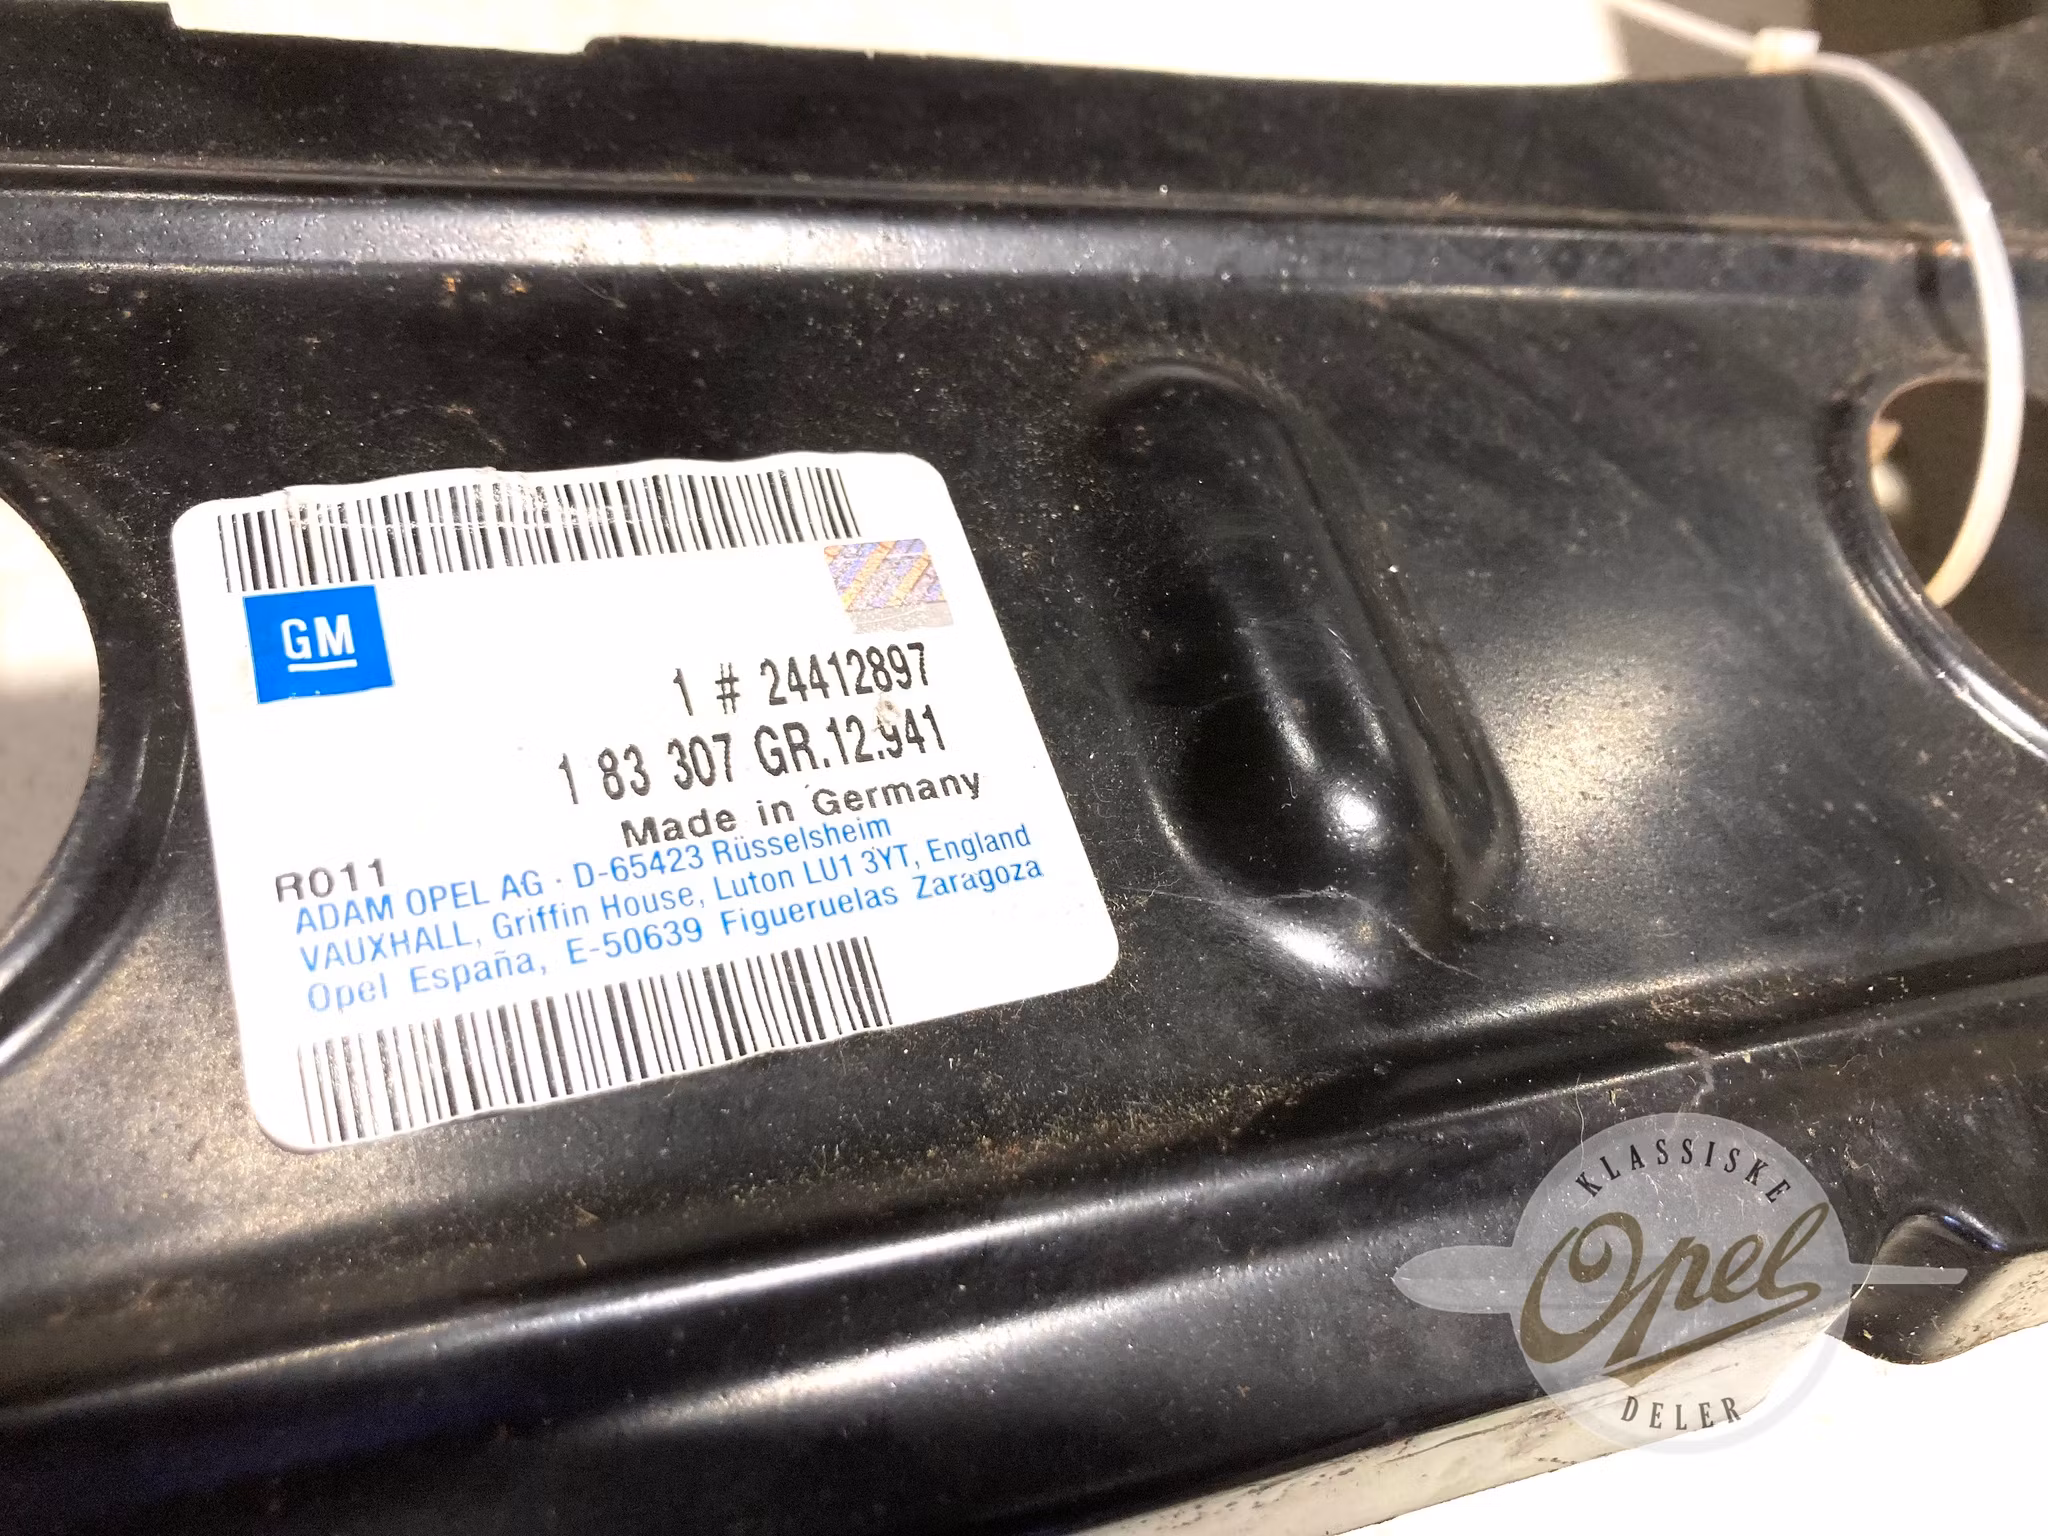 GM
1 # 24412897
1 83 307 GR.12.941
Made in Germany
R011
ADAM OPEL AG · D-65423 Rüsselsheim
VAUXHALL, Griffin House, Luton LU1 3YT, England
Opel España, E-50639 Figueruelas Zaragoza
KLASSISKE
Opel
DELER